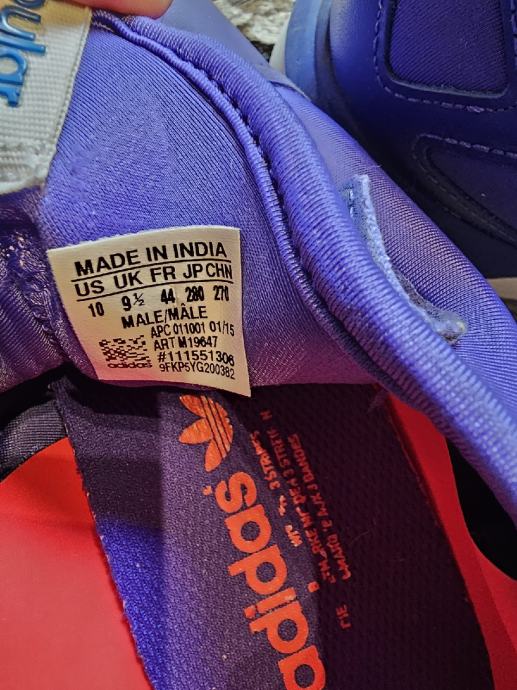 pular
MADE IN INDIA
US UK FR JP CHN
10 9½ 44 280 270
MALE/MÂLE
APC 011001 01/15
ART M19647
#111551306
9FKP5YG200382
adidas